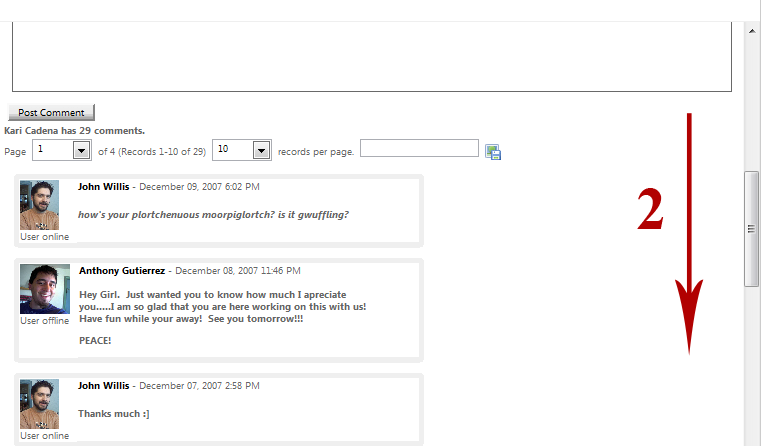 Post Comment
Kari Cadena has 29 comments.
Page 1 of 4 (Records 1-10 of 29) 10 records per page.
John Willis - December 09, 2007 6:02 PM
how's your plortchenuous moorpiglortch? is it gwuffling?
User online
Anthony Gutierrez - December 08, 2007 11:46 PM
Hey Girl.  Just wanted you to know how much I apreciate
you.....I am so glad that you are here working on this with us!
Have fun while your away!  See you tomorrow!!!
User offline
PEACE!
John Willis - December 07, 2007 2:58 PM
Thanks much :]
User online
2